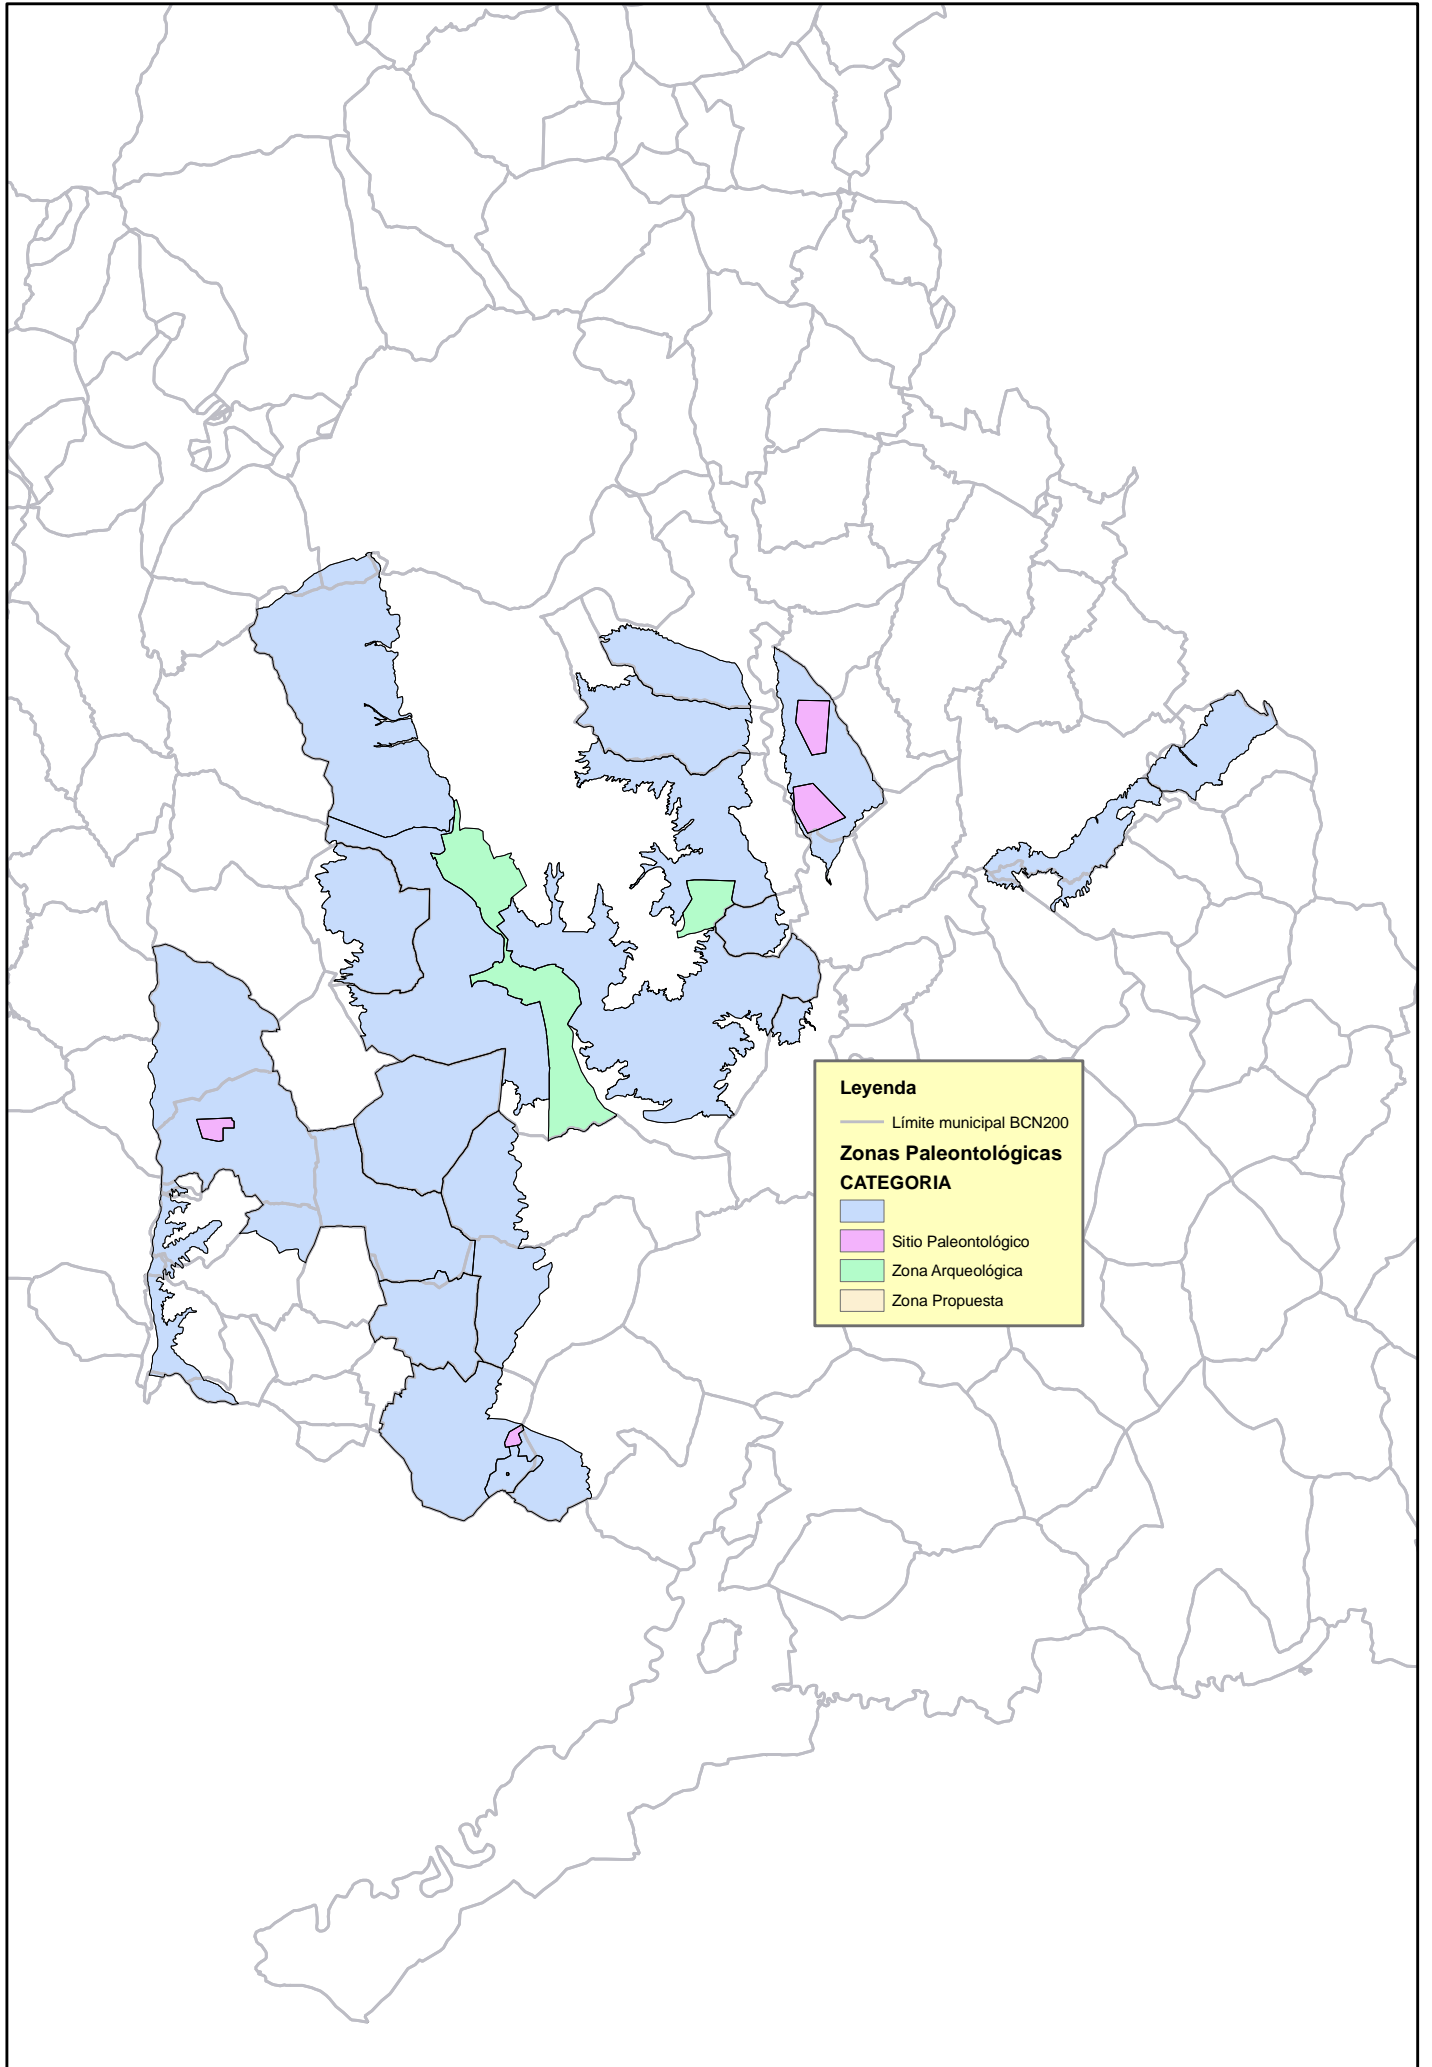 Leyenda
Límite municipal BCN200
Zonas Paleontológicas
CATEGORIA
Sitio Paleontológico
Zona Arqueológica
Zona Propuesta